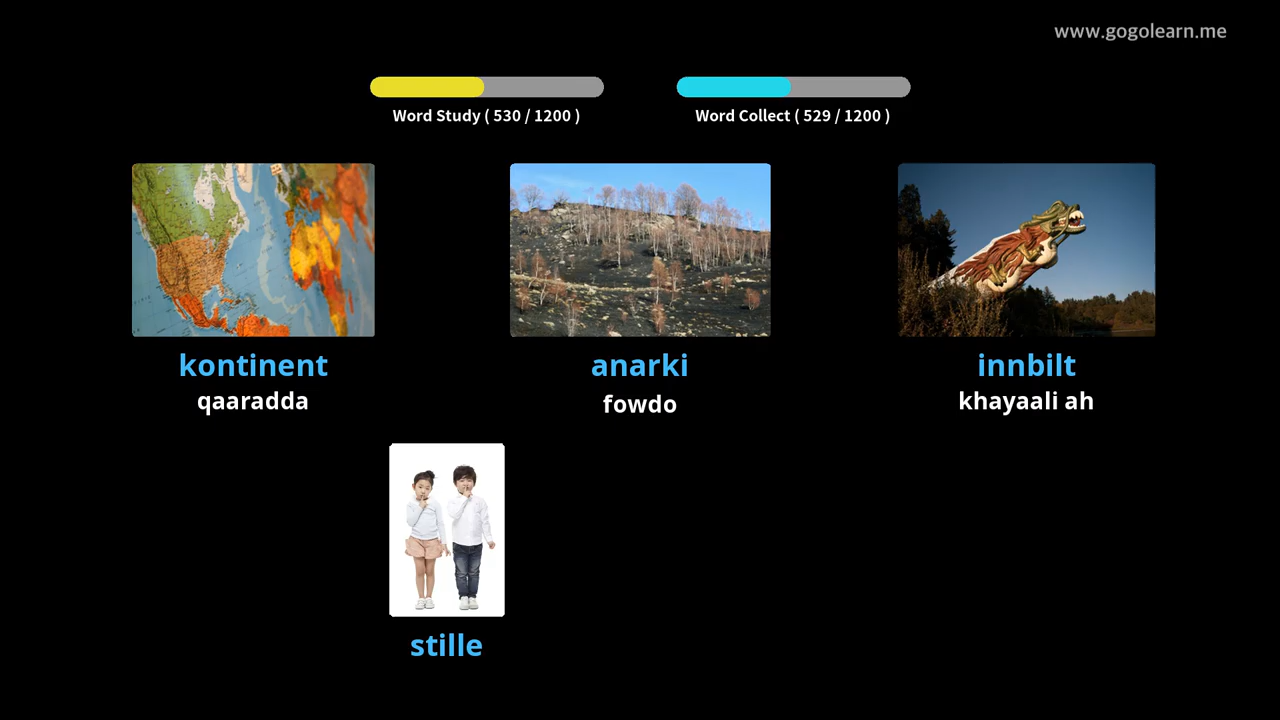 www.gogolearn.me
Word Study ( 530 / 1200 )
Word Collect ( 529 / 1200 )
kontinent
qaaradda
anarki
fowdo
innbilt
khayaali ah
stille